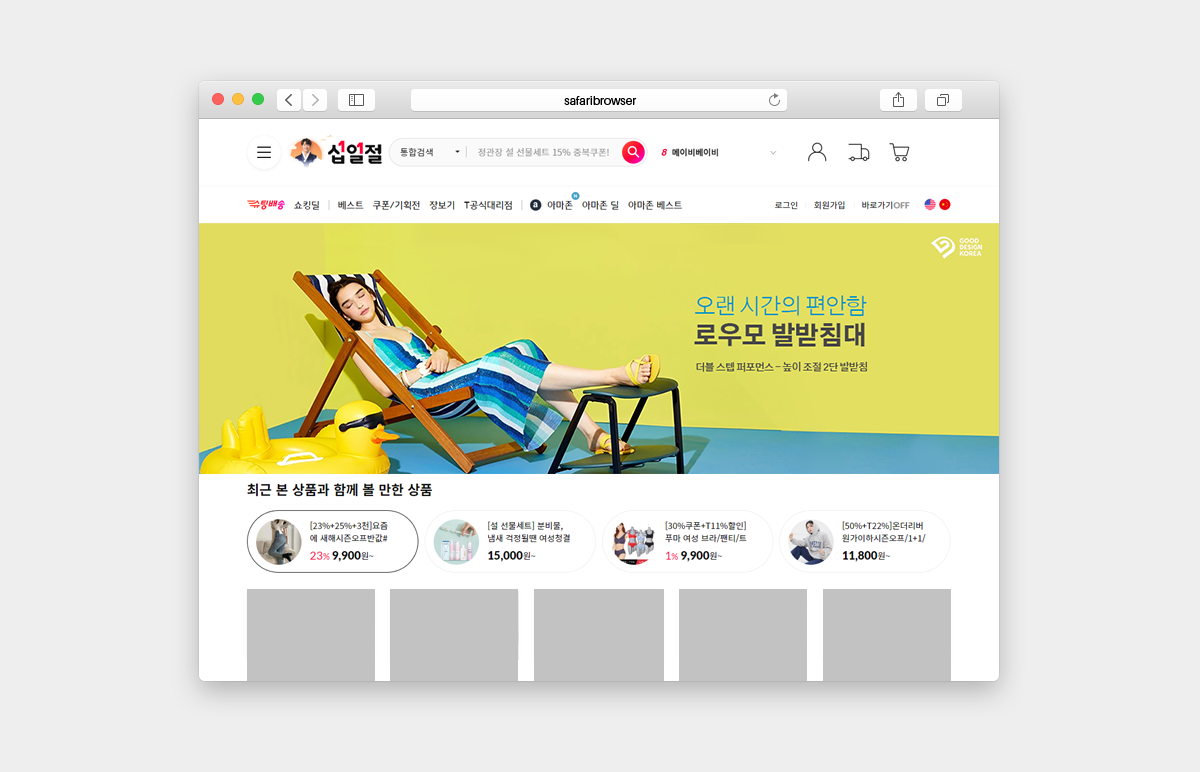 safaribrowser
십일절
통합검색
정관장 설 선물세트 15% 중복쿠폰!
8 메이비베이비
슈팅배송 쇼킹딜 베스트 쿠폰/기획전 장보기 T공식대리점 a 아마존 N 아마존 딜 아마존 베스트
로그인 회원가입 바로가기OFF
GOOD
DESIGN
KOREA
오랜 시간의 편안함
로우모 발받침대
더블 스텝 퍼포먼스 – 높이 조절 2단 발받침
최근 본 상품과 함께 볼 만한 상품
[23%+25%+3천]요즘
에 새해시즌오프반값#
23% 9,900원~
[설 선물세트] 분비물,
냄새 걱정될땐 여성청결
15,000원~
[30%쿠폰+T11%할인]
푸마 여성 브라/팬티/트
1% 9,900원~
[50%+T22%]온더리버
원가이하시즌오프/1+1/
11,800원~